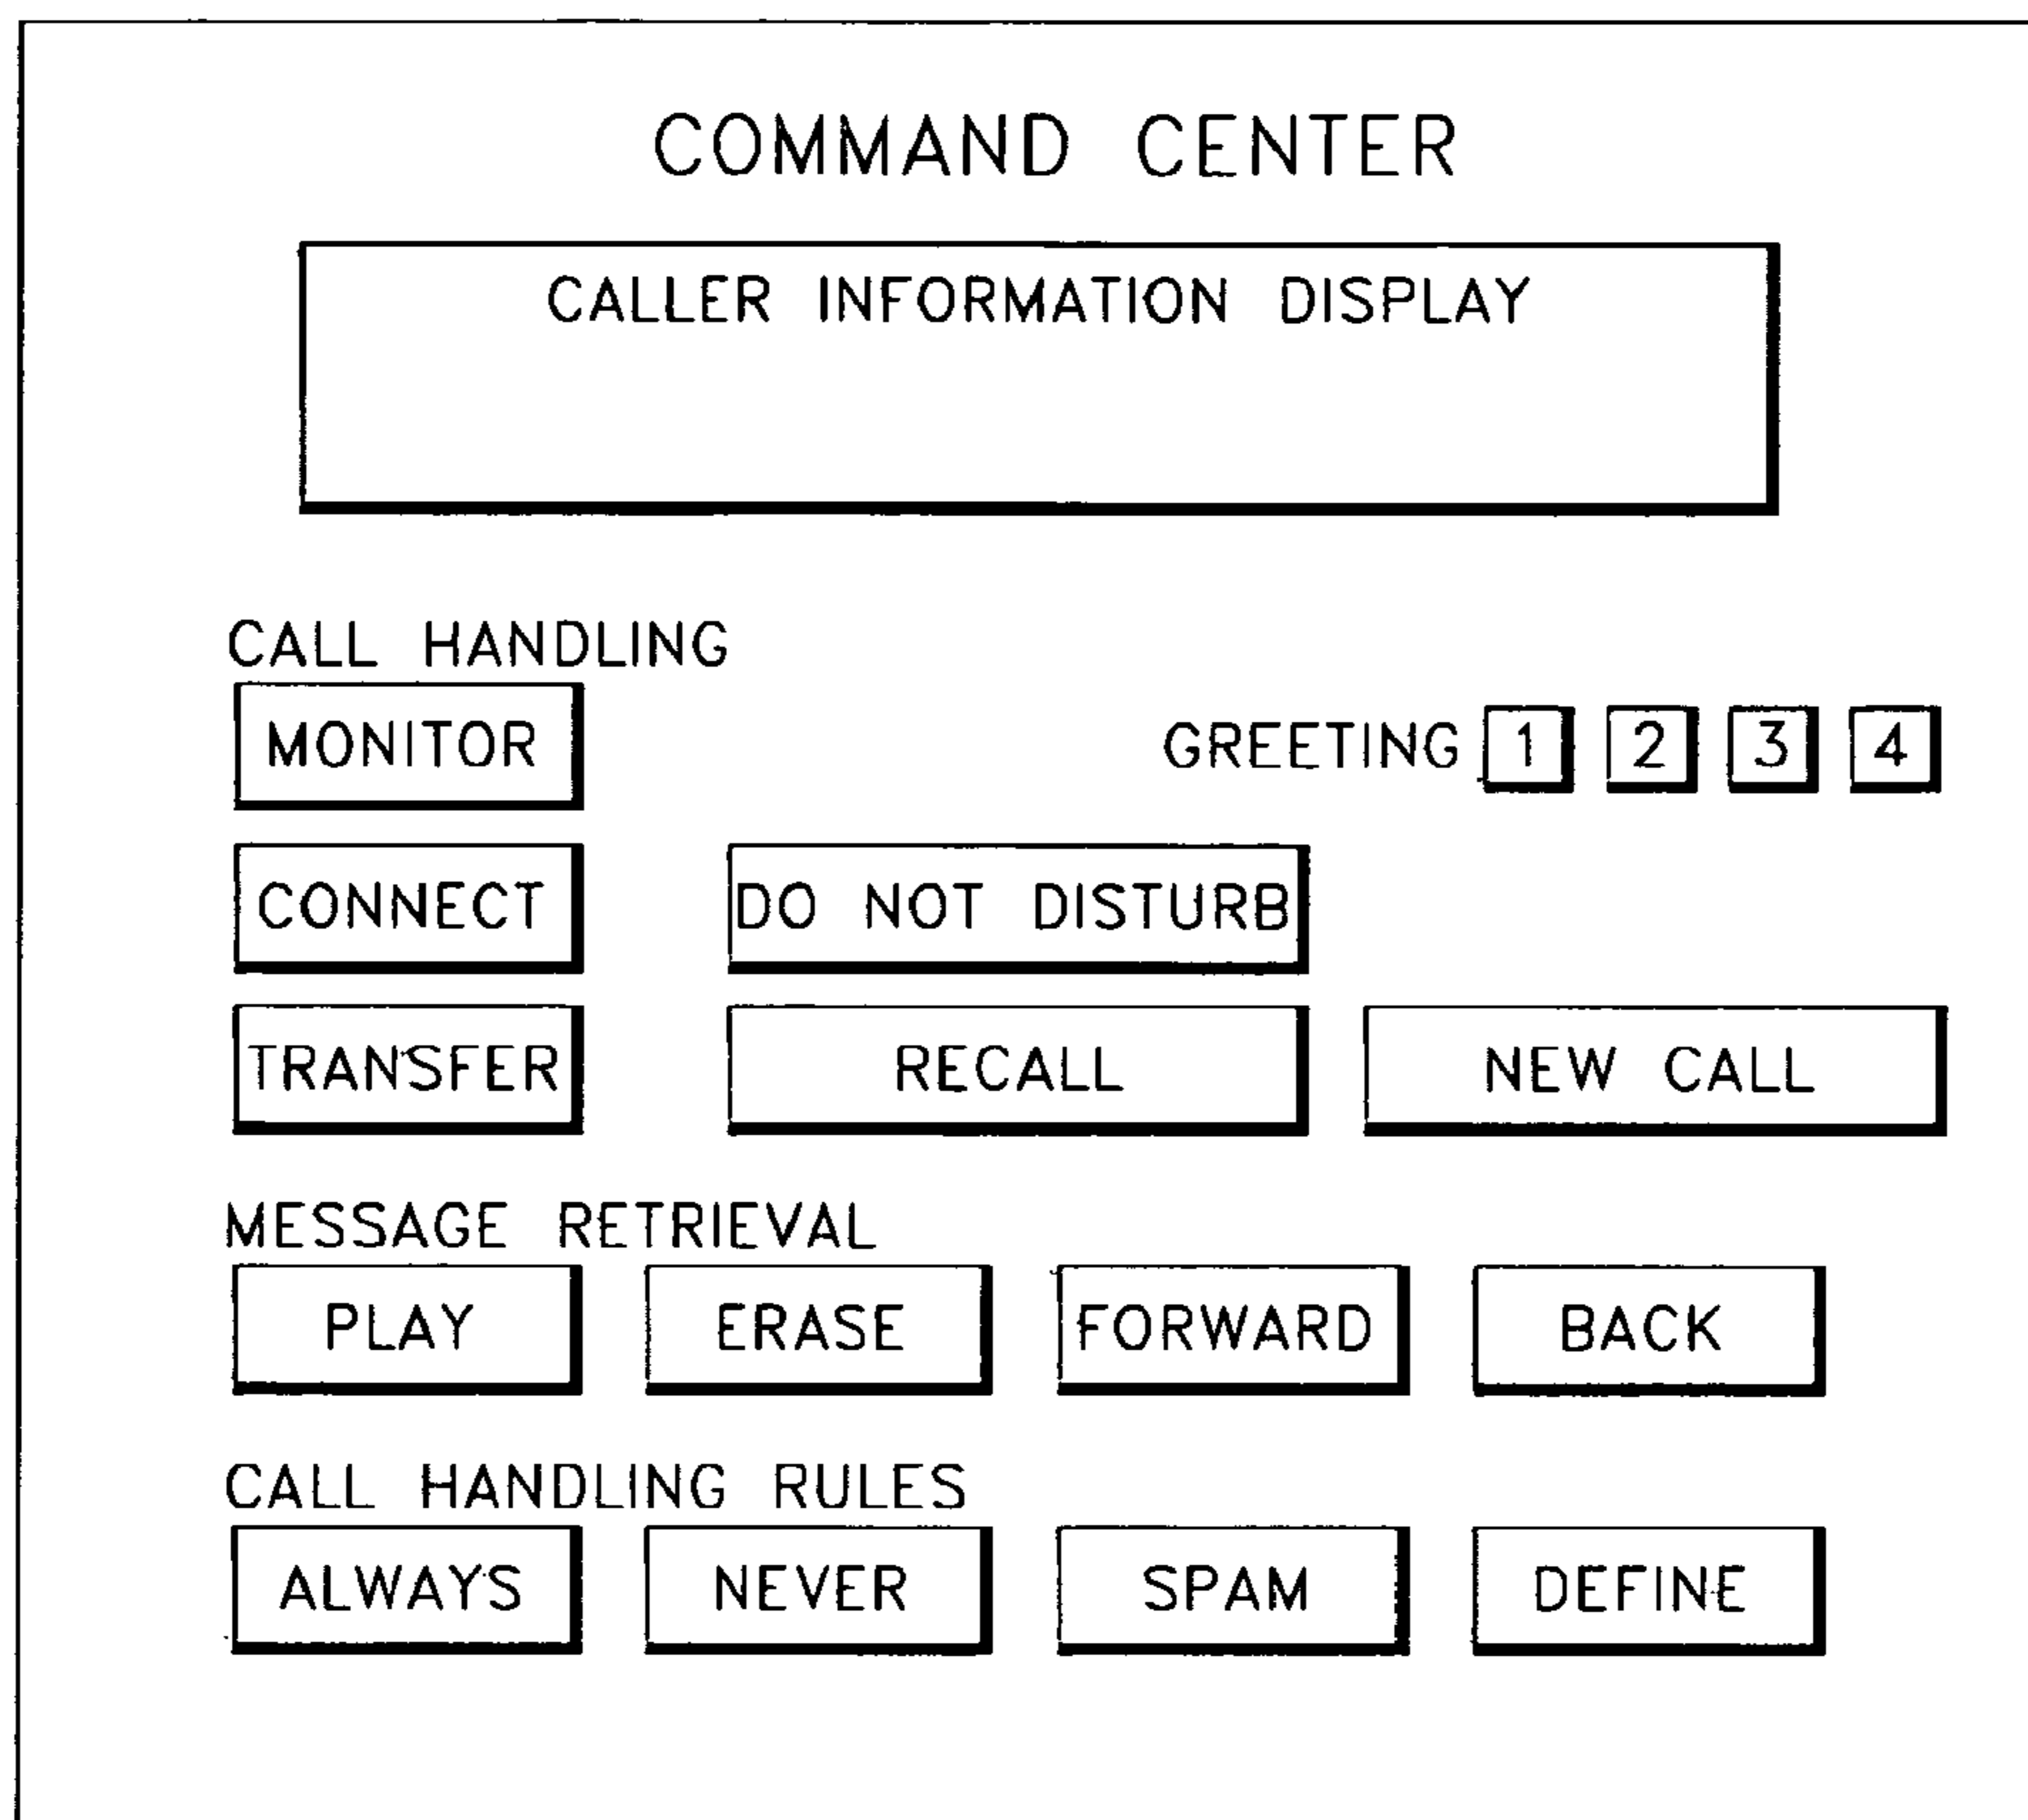 COMMAND CENTER
CALLER INFORMATION DISPLAY
CALL HANDLING
MONITOR GREETING 1 2 3 4
CONNECT DO NOT DISTURB
TRANSFER RECALL NEW CALL
MESSAGE RETRIEVAL
PLAY ERASE FORWARD BACK
CALL HANDLING RULES
ALWAYS NEVER SPAM DEFINE